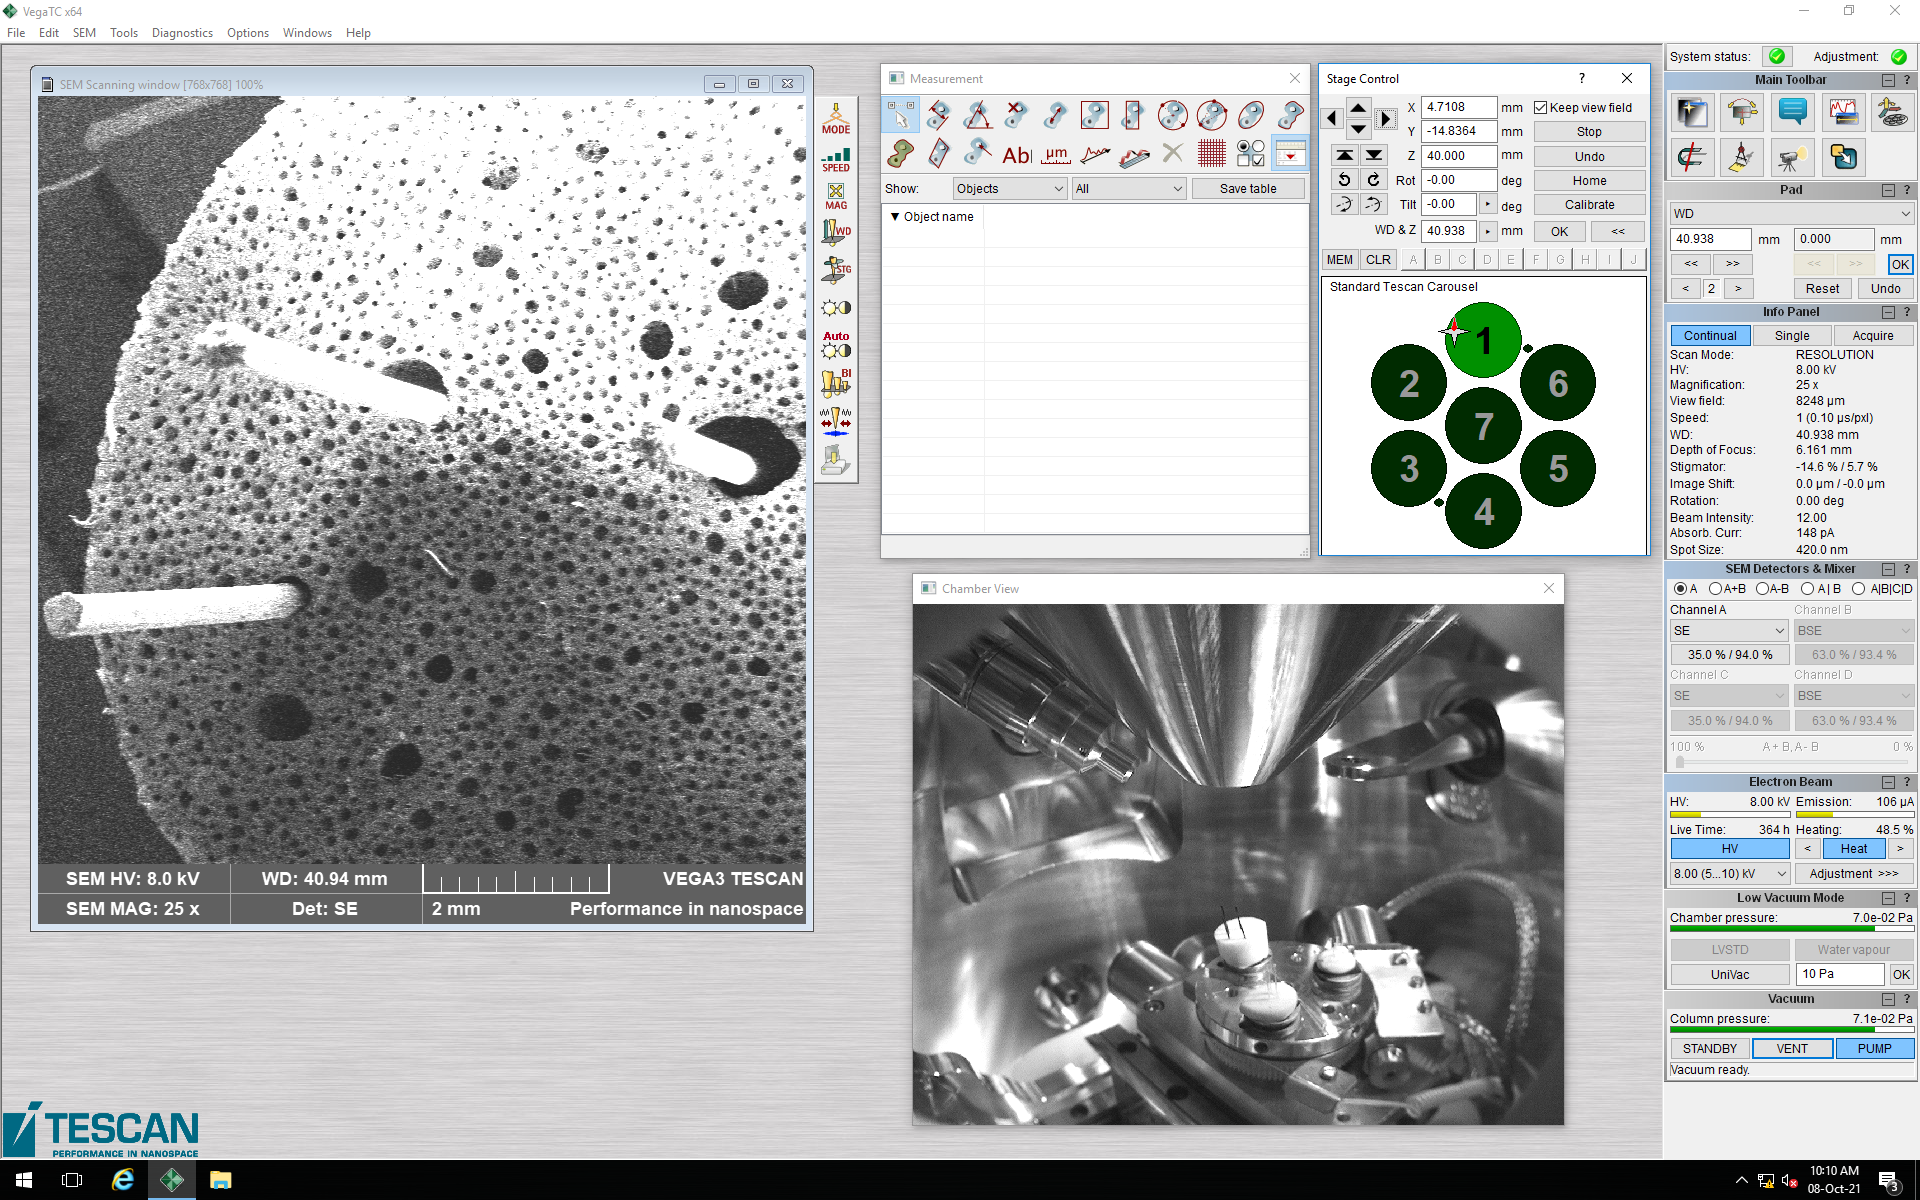 VegaTC x64
File Edit SEM Tools Diagnostics Options Windows Help
SEM Scanning window [768x768] 100%
MODE
SPEED
MAG
WD
STG
Auto
BI
SEM HV: 8.0 kV WD: 40.94 mm VEGA3 TESCAN
SEM MAG: 25 x Det: SE 2 mm Performance in nanospace
Measurement
Abl µm
Show: Objects All Save table
▼ Object name
Stage Control ?
X 4.7108 mm Keep view field
Y -14.8364 mm Stop
Z 40.000 mm Undo
Rot -0.00 deg Home
Tilt -0.00 deg Calibrate
WD & Z 40.938 mm OK <<
MEM CLR A B C D E F G H I J
Standard Tescan Carousel
1
2 6
7
3 5
4
Chamber View
System status: Adjustment:
Main Toolbar ?
Pad ?
WD
40.938 mm 0.000 mm
<< >> << >> OK
< 2 > Reset Undo
Info Panel ?
Continual Single Acquire
Scan Mode: RESOLUTION
HV: 8.00 kV
Magnification: 25 x
View field: 8248 µm
Speed: 1 (0.10 µs/pxl)
WD: 40.938 mm
Depth of Focus: 6.161 mm
Stigmator: -14.6 % / 5.7 %
Image Shift: 0.0 µm / -0.0 µm
Rotation: 0.00 deg
Beam Intensity: 12.00
Absorb. Curr: 148 pA
Spot Size: 420.0 nm
SEM Detectors & Mixer ?
A A+B A-B A | B A|B|C|D
Channel A Channel B
SE BSE
35.0 % / 94.0 % 63.0 % / 93.4 %
Channel C Channel D
SE BSE
35.0 % / 94.0 % 63.0 % / 93.4 %
100 % A + B, A - B 0 %
Electron Beam ?
HV: 8.00 kV Emission: 106 µA
Live Time: 364 h Heating: 48.5 %
HV < Heat >
8.00 (5...10) kV Adjustment >>>
Low Vacuum Mode ?
Chamber pressure: 7.0e-02 Pa
LVSTD Water vapour
UniVac 10 Pa OK
Vacuum ?
Column pressure: 7.1e-02 Pa
STANDBY VENT PUMP
Vacuum ready.
TESCAN
PERFORMANCE IN NANOSPACE
10:10 AM
08-Oct-21
3